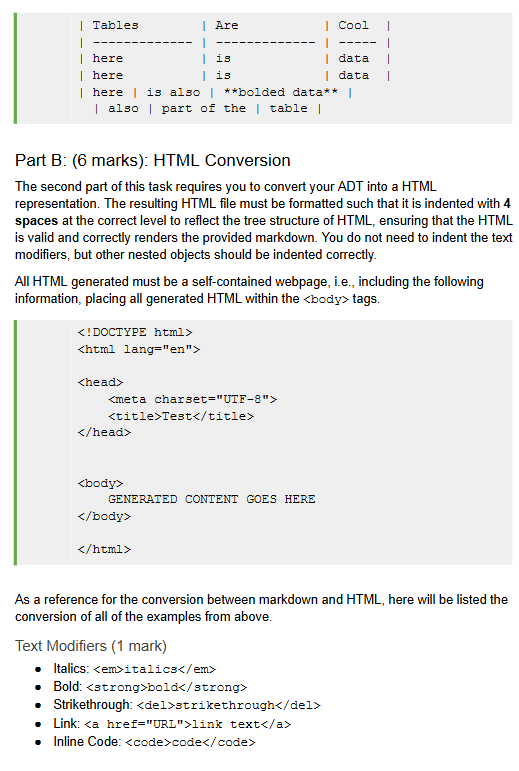 | Tables | Are | Cool |
| ------------- | ------------- | ----- |
| here | is | data |
| here | is | data |
| here | is also | **bolded data** |
| also | part of the | table |
Part B: (6 marks): HTML Conversion
The second part of this task requires you to convert your ADT into a HTML
representation. The resulting HTML file must be formatted such that it is indented with 4
spaces at the correct level to reflect the tree structure of HTML, ensuring that the HTML
is valid and correctly renders the provided markdown. You do not need to indent the text
modifiers, but other nested objects should be indented correctly.
All HTML generated must be a self-contained webpage, i.e., including the following
information, placing all generated HTML within the <body> tags.
<!DOCTYPE html>
<html lang="en">
<head>
    <meta charset="UTF-8">
    <title>Test</title>
</head>
<body>
    GENERATED CONTENT GOES HERE
</body>
</html>
As a reference for the conversion between markdown and HTML, here will be listed the
conversion of all of the examples from above.
Text Modifiers (1 mark)
● Italics: <em>italics</em>
● Bold: <strong>bold</strong>
● Strikethrough: <del>strikethrough</del>
● Link: <a href="URL">link text</a>
● Inline Code: <code>code</code>